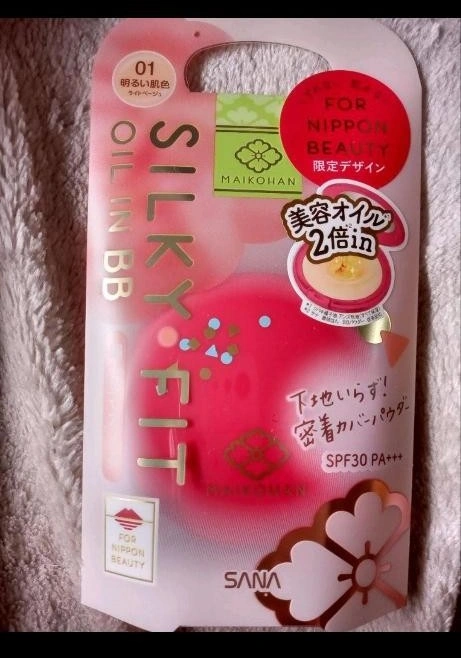 01
明るい肌色
ライトベージュ
SILKY FIT
OIL IN BB
MAIKOHAN
FOR
NIPPON
BEAUTY
限定デザイン
美容オイル
2倍in
下地いらず!
密着カバーパウダー
SPF30 PA+++
MAIKOHAN
FOR
NIPPON
BEAUTY
SANA